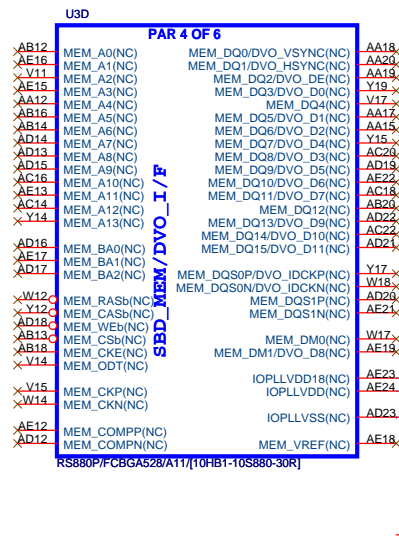 U3D
PAR 4 OF 6
AB12 MEM_A0(NC) MEM_DQ0/DVO_VSYNC(NC) AA18
AE16 MEM_A1(NC) MEM_DQ1/DVO_HSYNC(NC) AA20
V11 MEM_A2(NC) MEM_DQ2/DVO_DE(NC) AA19
AE15 MEM_A3(NC) MEM_DQ3/DVO_D0(NC) Y19
AA12 MEM_A4(NC) MEM_DQ4(NC) V17
AB16 MEM_A5(NC) MEM_DQ5/DVO_D1(NC) AA17
AB14 MEM_A6(NC) MEM_DQ6/DVO_D2(NC) AA15
AD14 MEM_A7(NC) MEM_DQ7/DVO_D4(NC) Y15
AD13 MEM_A8(NC) MEM_DQ8/DVO_D3(NC) AC20
AD15 MEM_A9(NC) MEM_DQ9/DVO_D5(NC) AD19
AC16 MEM_A10(NC) MEM_DQ10/DVO_D6(NC) AE22
AE13 MEM_A11(NC) MEM_DQ11/DVO_D7(NC) AC18
AC14 MEM_A12(NC) MEM_DQ12(NC) AB20
Y14 MEM_A13(NC) MEM_DQ13/DVO_D9(NC) AD22
MEM_DQ14/DVO_D10(NC) AC22
AD16 MEM_BA0(NC) MEM_DQ15/DVO_D11(NC) AD21
AE17 MEM_BA1(NC)
AD17 MEM_BA2(NC) MEM_DQS0P/DVO_IDCKP(NC) Y17
MEM_DQS0N/DVO_IDCKN(NC) W18
W12 MEM_RASb(NC) MEM_DQS1P(NC) AD20
Y12 MEM_CASb(NC) MEM_DQS1N(NC) AE21
AD18 MEM_WEb(NC)
AB13 MEM_CSb(NC) MEM_DM0(NC) W17
AB18 MEM_CKE(NC) MEM_DM1/DVO_D8(NC) AE19
V14 MEM_ODT(NC)
IOPLLVDD18(NC) AE23
V15 MEM_CKP(NC) IOPLLVDD(NC) AE24
W14 MEM_CKN(NC)
IOPLLVSS(NC) AD23
AE12 MEM_COMPP(NC)
AD12 MEM_COMPN(NC) MEM_VREF(NC) AE18
SBD_MEM/DVO_I/F
RS880P/FCBGA528/A11/[10HB1-10S880-30R]